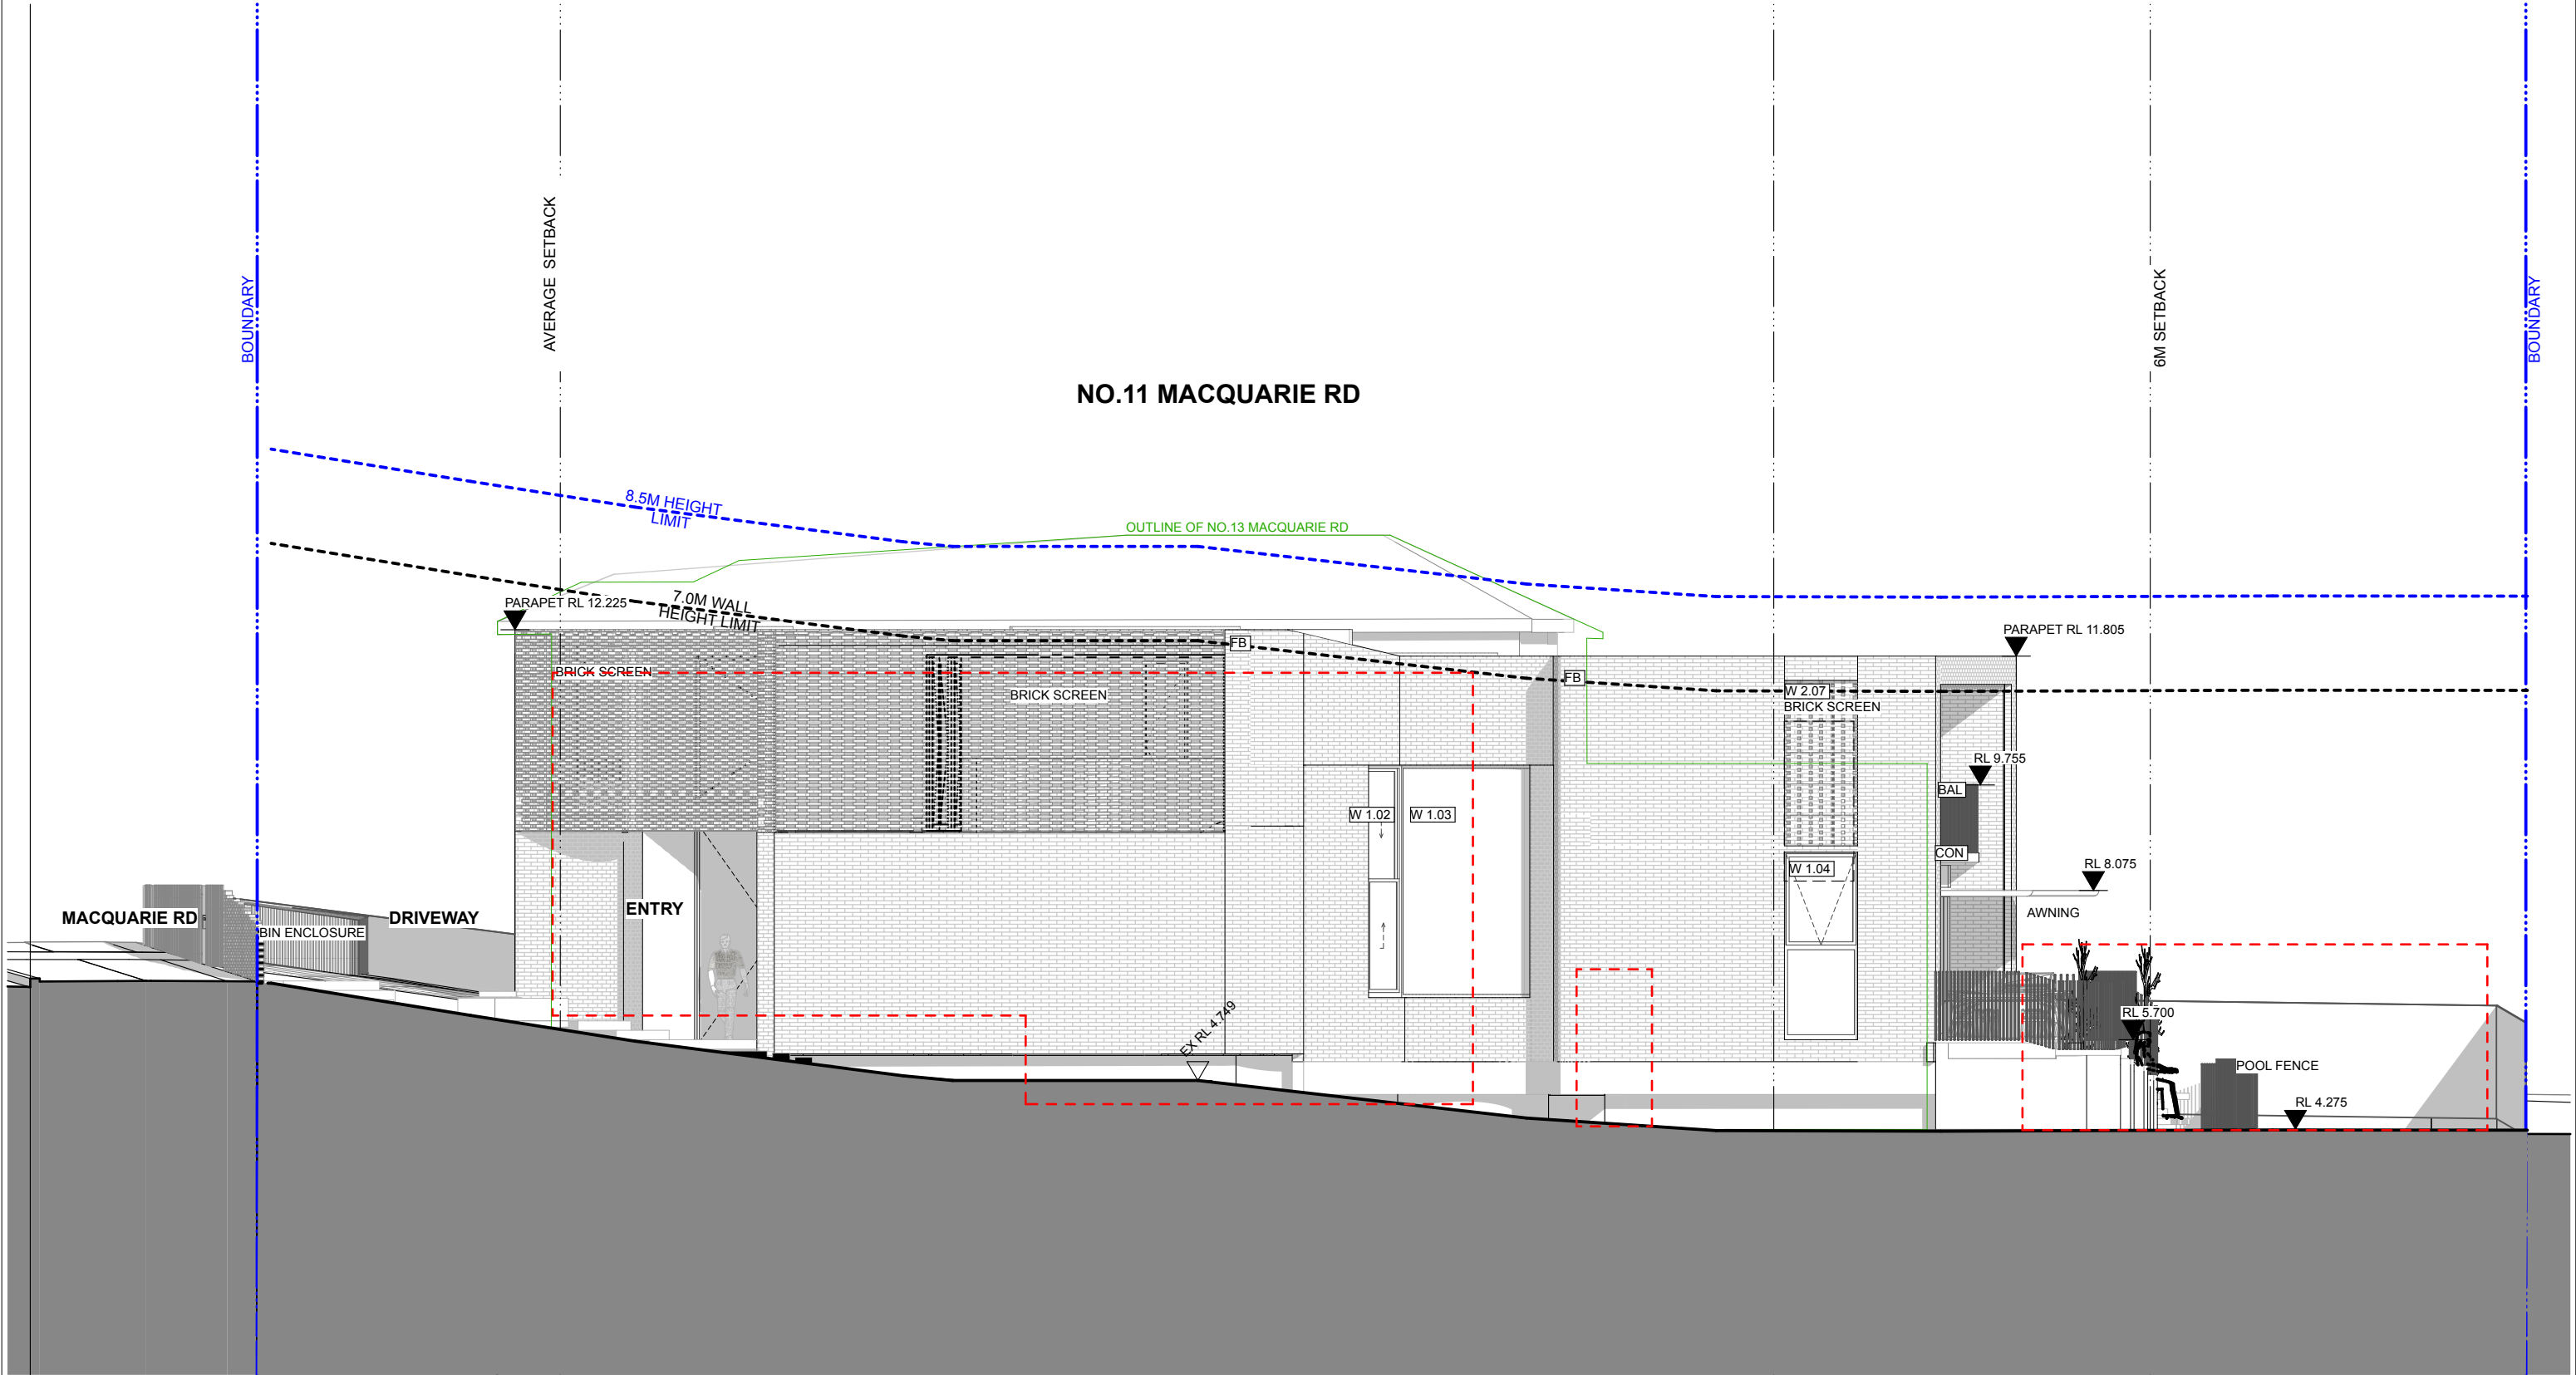 AVERAGE  SETBACK
6M SETBACK
BOUNDARY
BOUNDARY
NO.11 MACQUARIE RD
8.5M HEIGHT
LIMIT
OUTLINE OF NO.13 MACQUARIE RD
PARAPET RL 12.225
7.0M WALL
HEIGHT LIMIT
PARAPET RL 11.805
FB
BRICK SCREEN
FB
BRICK SCREEN
W 2.07
BRICK SCREEN
RL 9.755
BAL
W 1.02
W 1.03
CON
RL 8.075
W 1.04
MACQUARIE RD
DRIVEWAY
ENTRY
AWNING
BIN ENCLOSURE
RL 5.700
EX RL 4.749
POOL FENCE
RL 4.275